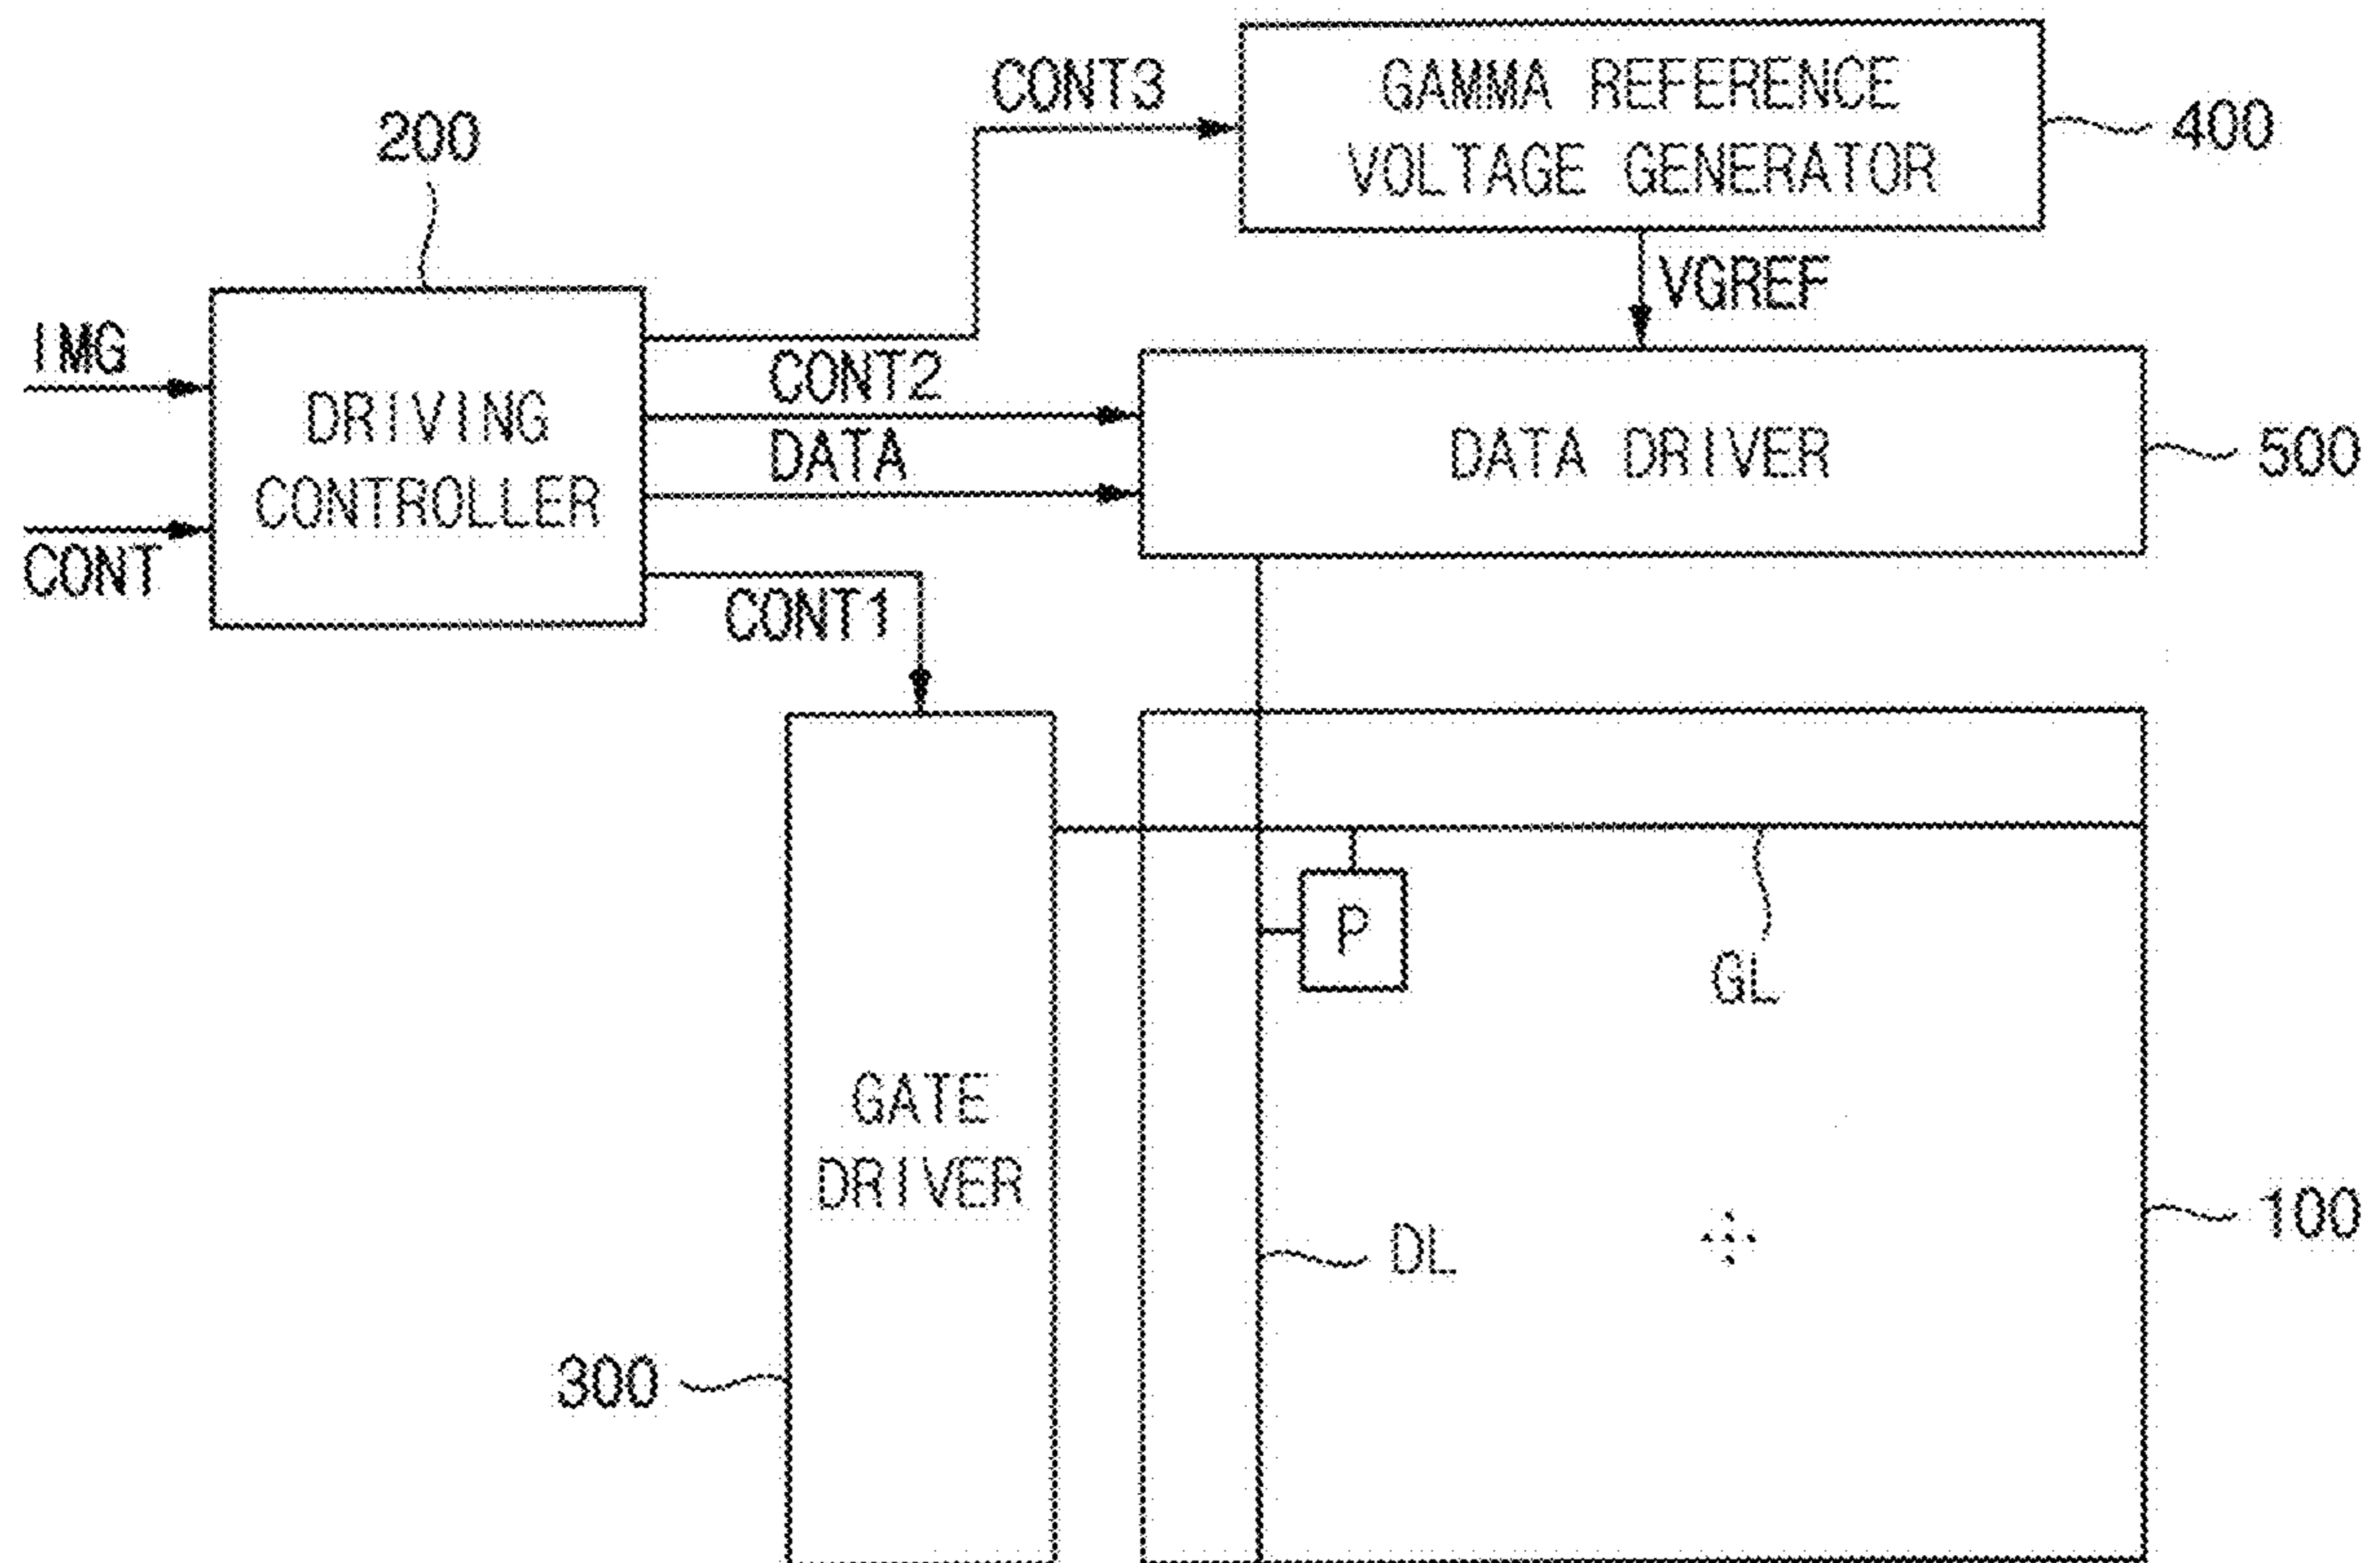 CONT3
GAMMA REFERENCE
VOLTAGE GENERATOR
400
200
VGREF
IMG
CONT2
DRIVING
CONTROLLER
DATA
DATA DRIVER
500
CONT
CONT1
P
GL
GATE
DRIVER
DL
100
300